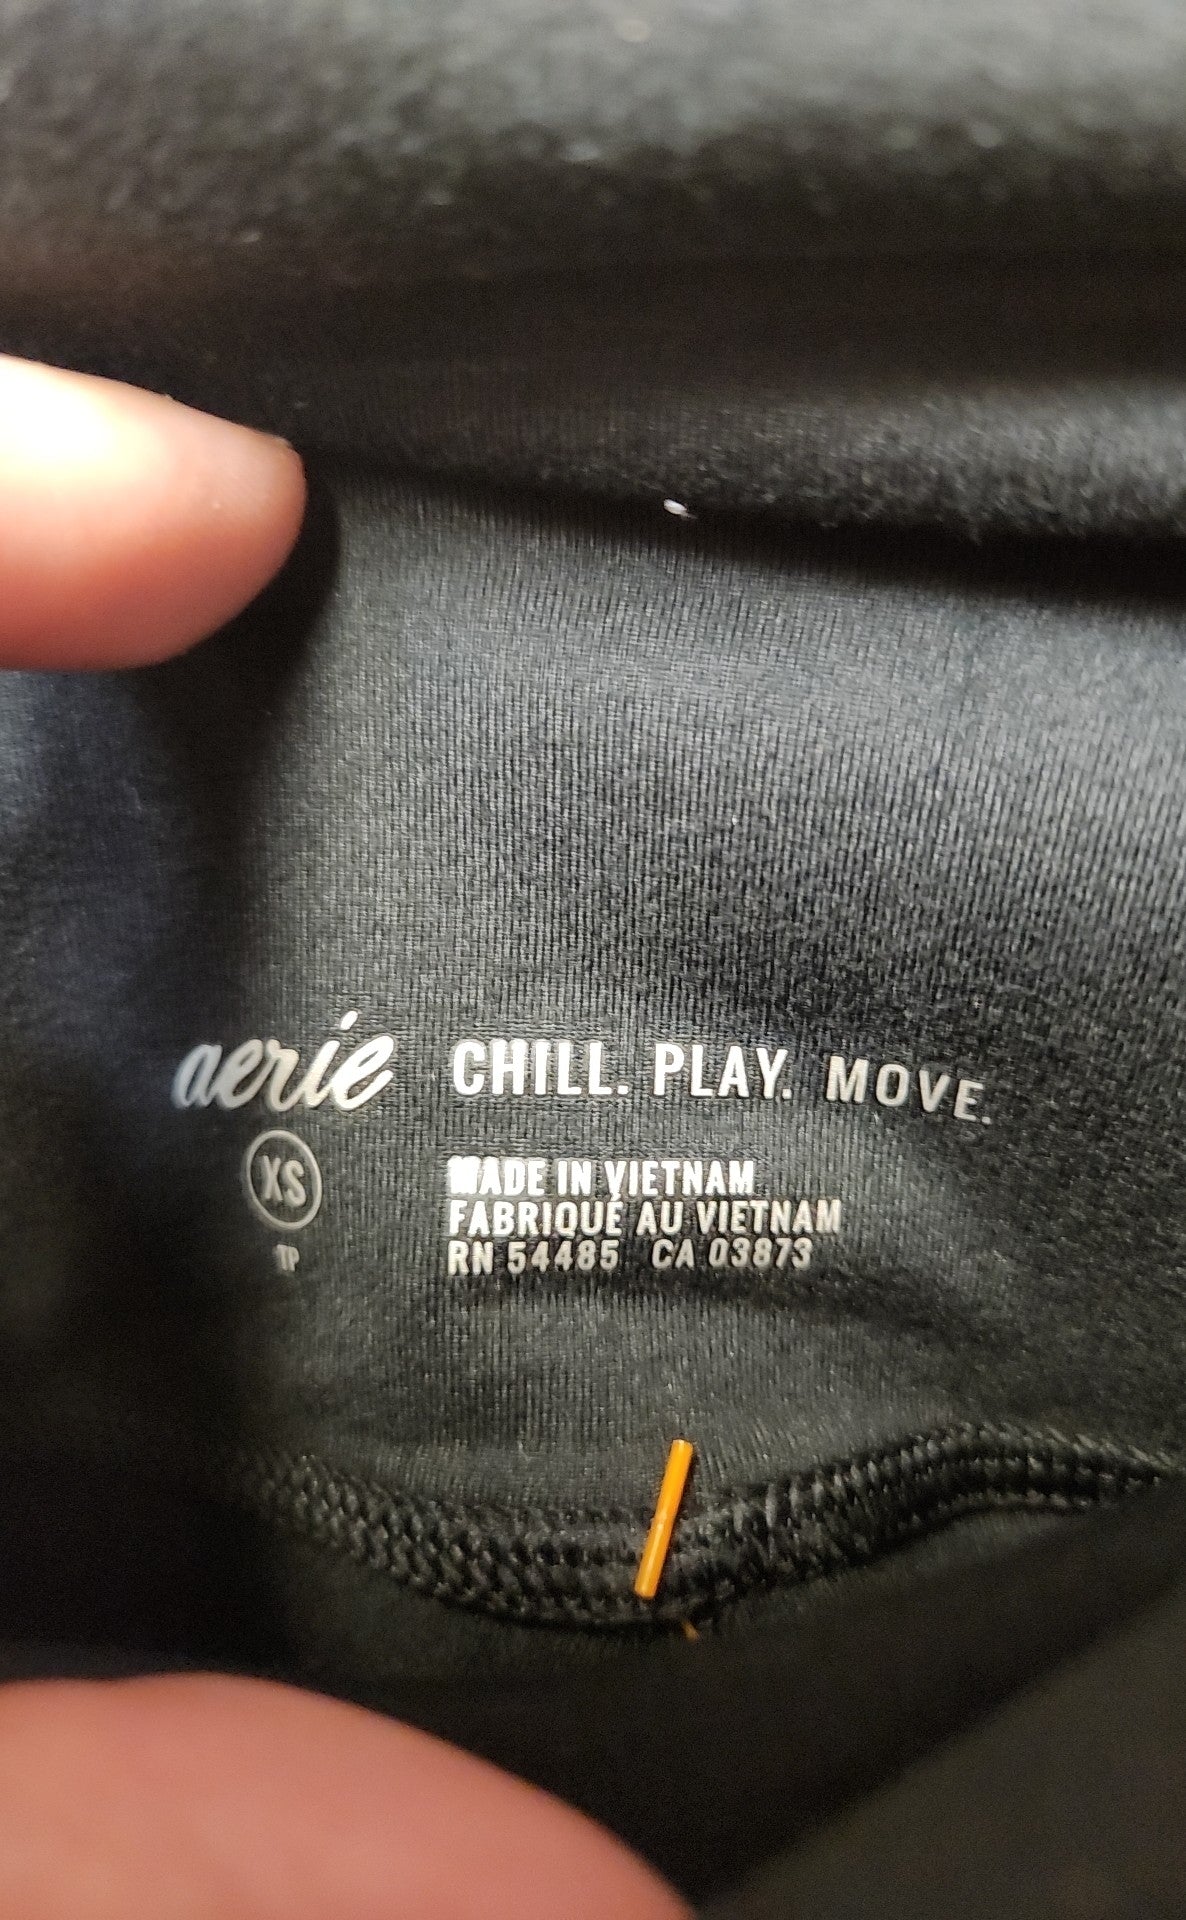 aerie CHILL. PLAY. MOVE.
XS
TP
MADE IN VIETNAM
FABRIQUÉ AU VIETNAM
RN 54485 CA 03873